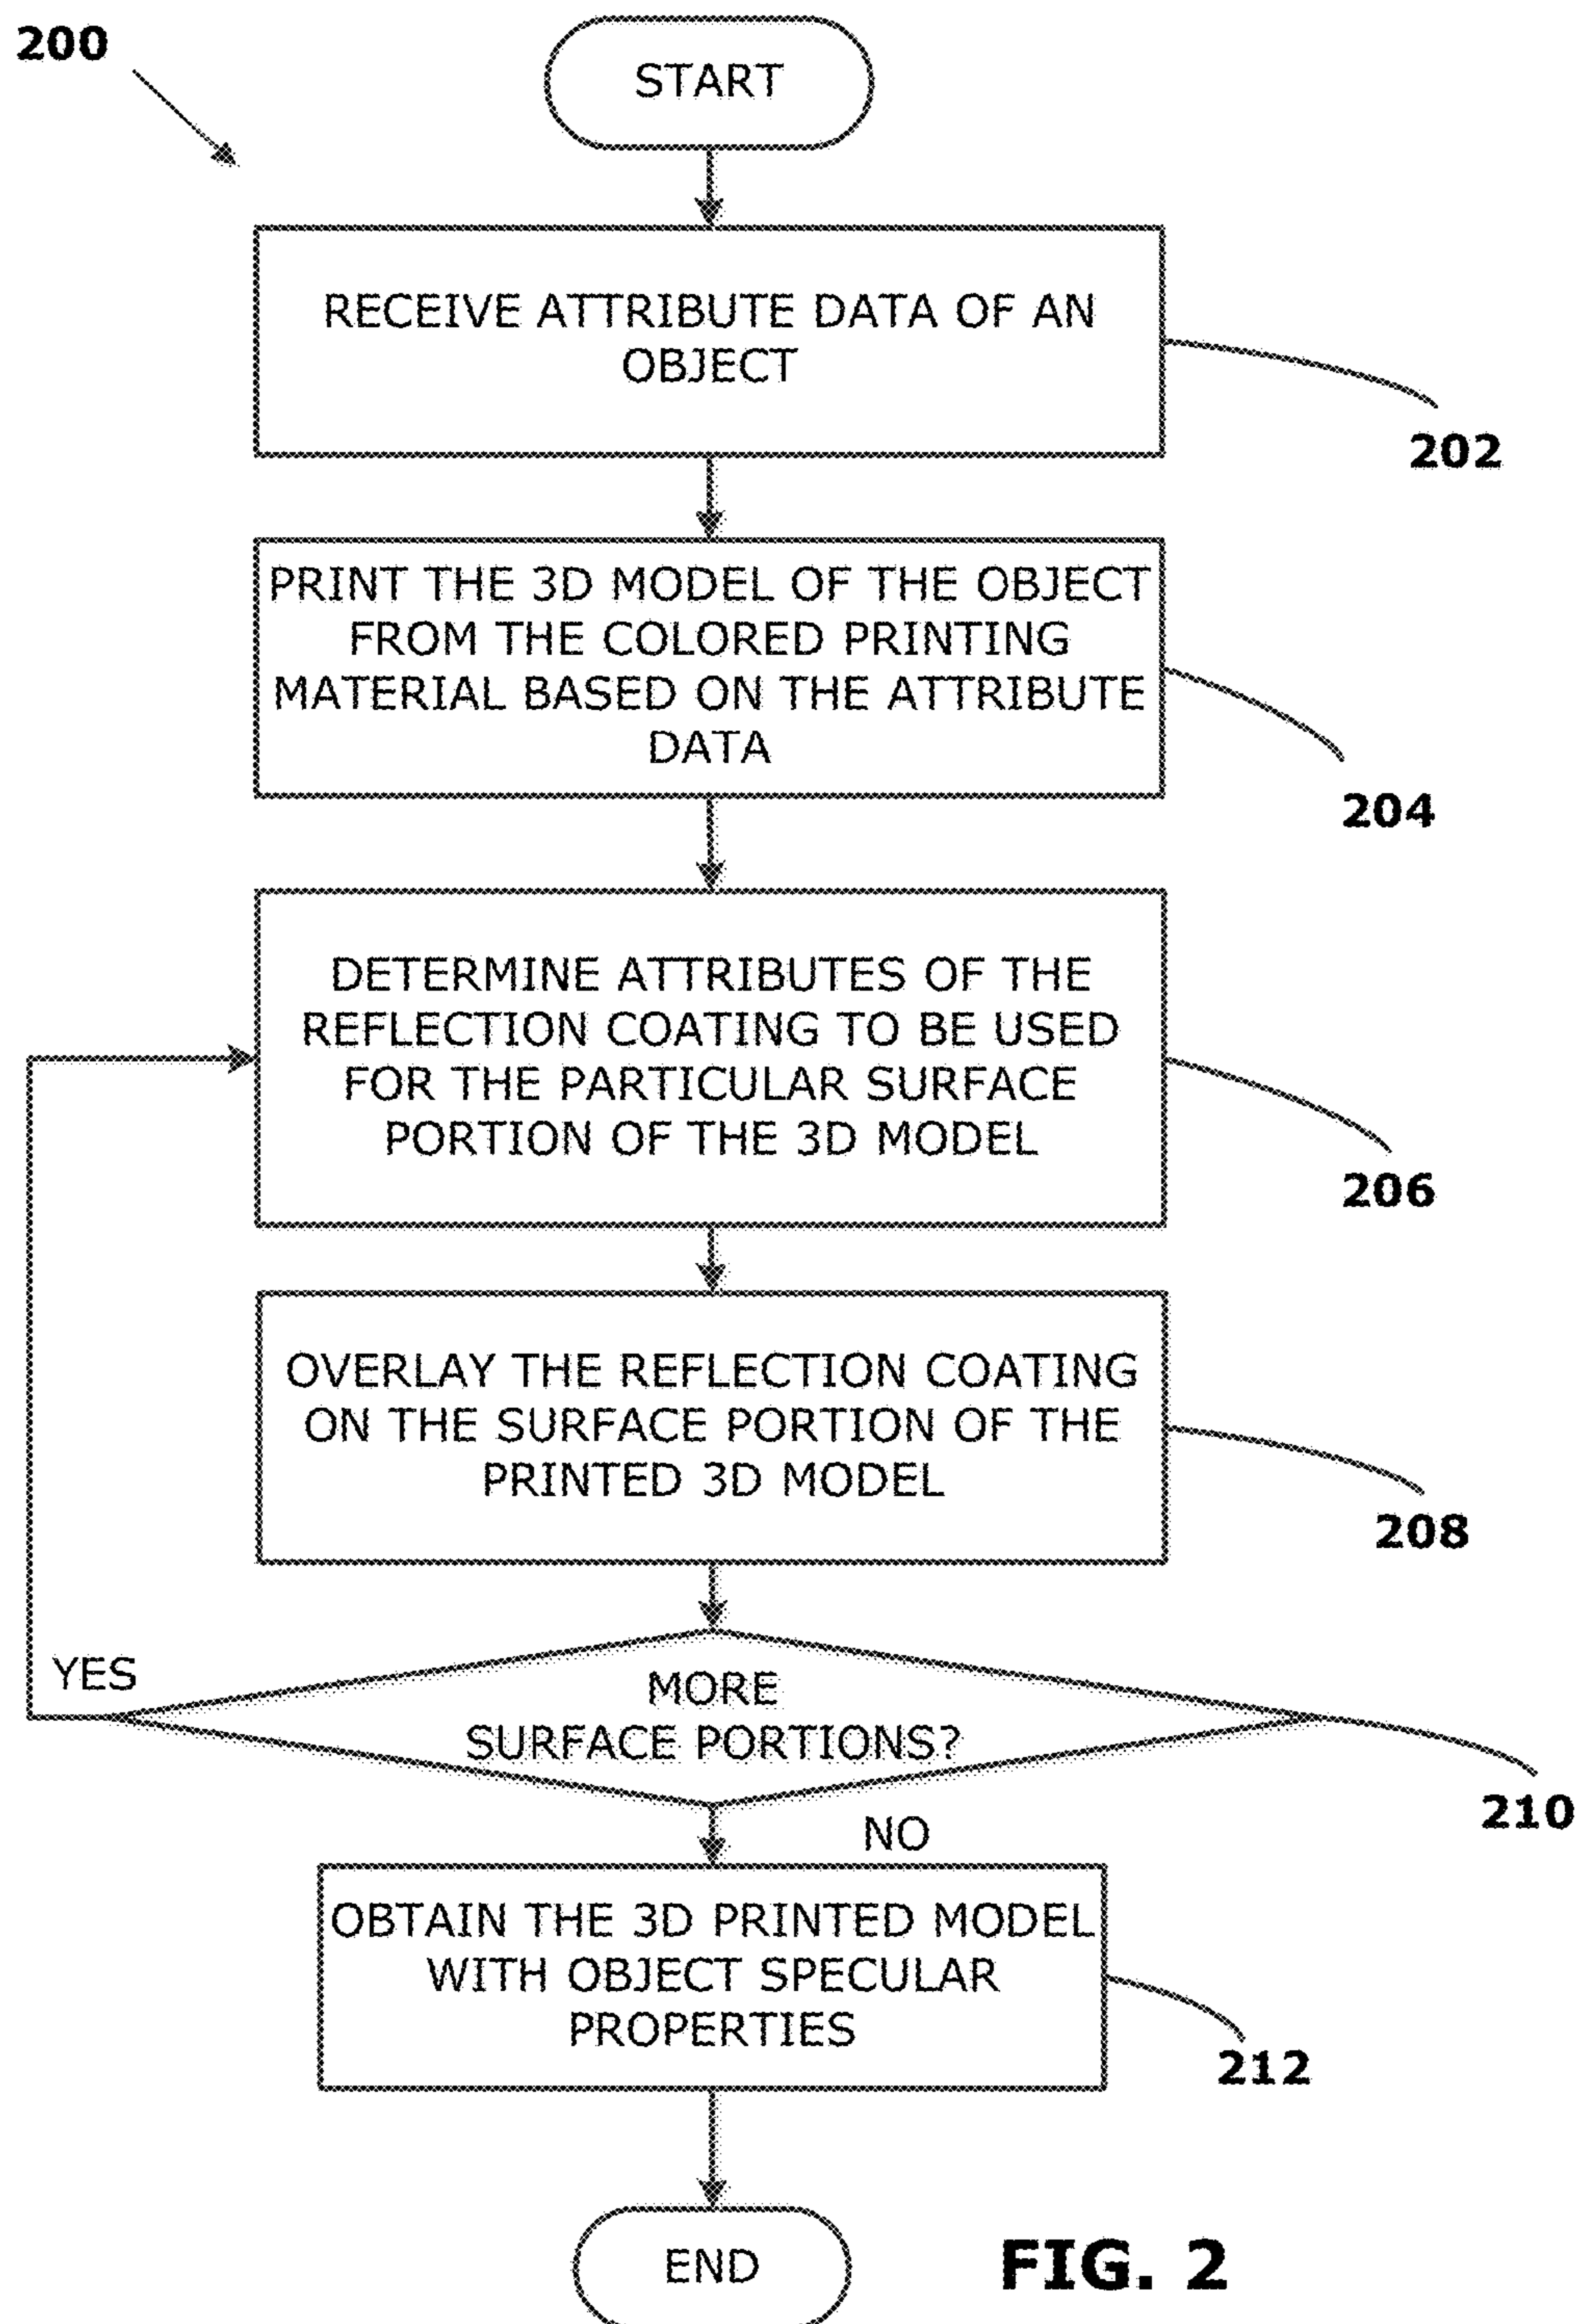 200
START
RECEIVE ATTRIBUTE DATA OF AN
OBJECT
202
PRINT THE 3D MODEL OF THE OBJECT
FROM THE COLORED PRINTING
MATERIAL BASED ON THE ATTRIBUTE
DATA
204
DETERMINE ATTRIBUTES OF THE
REFLECTION COATING TO BE USED
FOR THE PARTICULAR SURFACE
PORTION OF THE 3D MODEL
206
OVERLAY THE REFLECTION COATING
ON THE SURFACE PORTION OF THE
PRINTED 3D MODEL
208
YES
MORE
SURFACE PORTIONS?
210
NO
OBTAIN THE 3D PRINTED MODEL
WITH OBJECT SPECULAR
PROPERTIES
212
END
FIG. 2